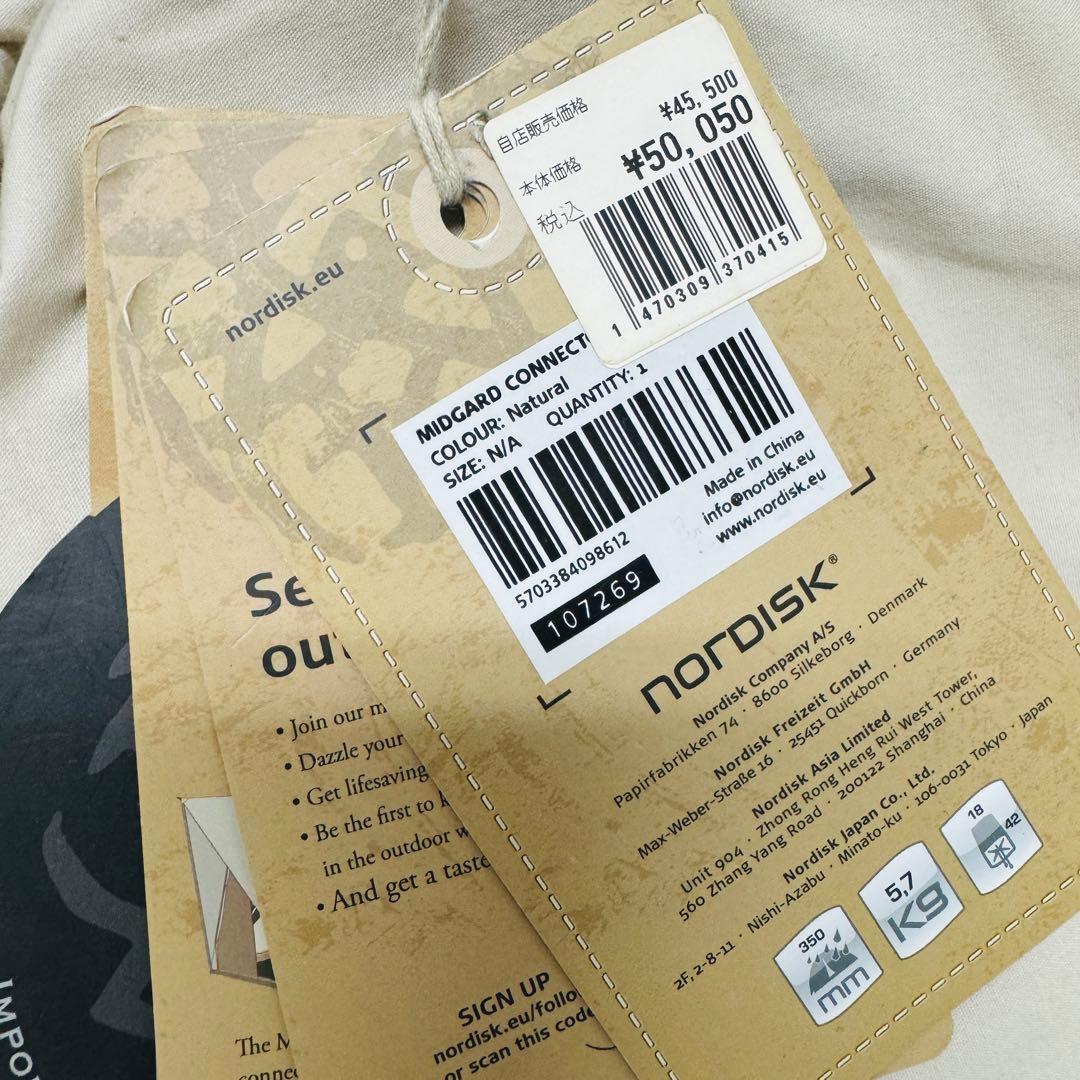 自店販売価格
¥45,500
本体価格
¥50,050
税込
1 470309 370415
nordisk.eu
MIDGARD CONNECT
COLOUR: Natural
SIZE: N/A QUANTITY: 1
5703384098612
107269
Made in China
info@nordisk.eu
www.nordisk.eu
NORDISK®
Nordisk Company A/S
Papirfabrikken 74 · 8600 Silkeborg · Denmark
Nordisk Freizeit GmbH
Max-Weber-Straße 16 · 25451 Quickborn · Germany
Nordisk Asia Limited
Unit 904 · Zhong Rong Heng Rui West Tower,
560 Zhang Yang Road · 200122 Shanghai · China
Nordisk Japan Co., Ltd.
2F, 2-8-11 · Nishi-Azabu · Minato-ku · 106-0031 Tokyo · Japan
350
mm
5,7
Kg
18
42
Se
ou
• Join our m
• Dazzle your
• Get lifesaving
• Be the first to
in the outdoor w
• And get a taste
SIGN UP
nordisk.eu/follo
or scan this code
The M
connec
IMPO